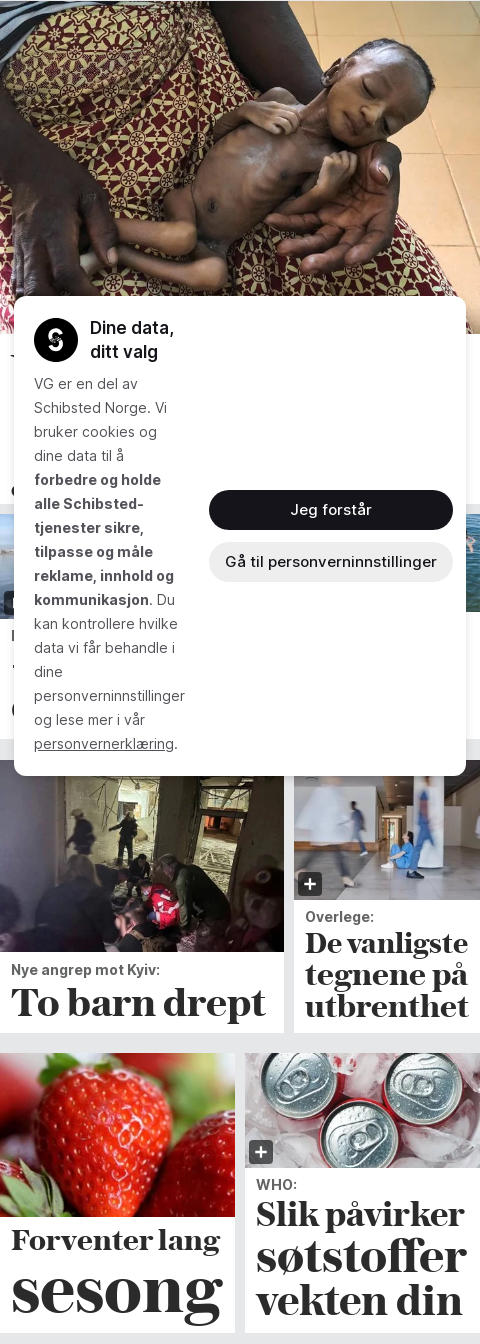 Dine data,
ditt valg
VG er en del av
Schibsted Norge. Vi
bruker cookies og
dine data til å
forbedre og holde
alle Schibsted-
tjenester sikre,
tilpasse og måle
reklame, innhold og
kommunikasjon. Du
kan kontrollere hvilke
data vi får behandle i
dine
personverninnstillinger
og lese mer i vår
personvernerklæring.
Jeg forstår
Gå til personverninnstillinger
Nye angrep mot Kyiv:
To barn drept
Overlege:
De vanligste
tegnene på
utbrenthet
Forventer lang
sesong
WHO:
Slik påvirker
søtstoffer
vekten din